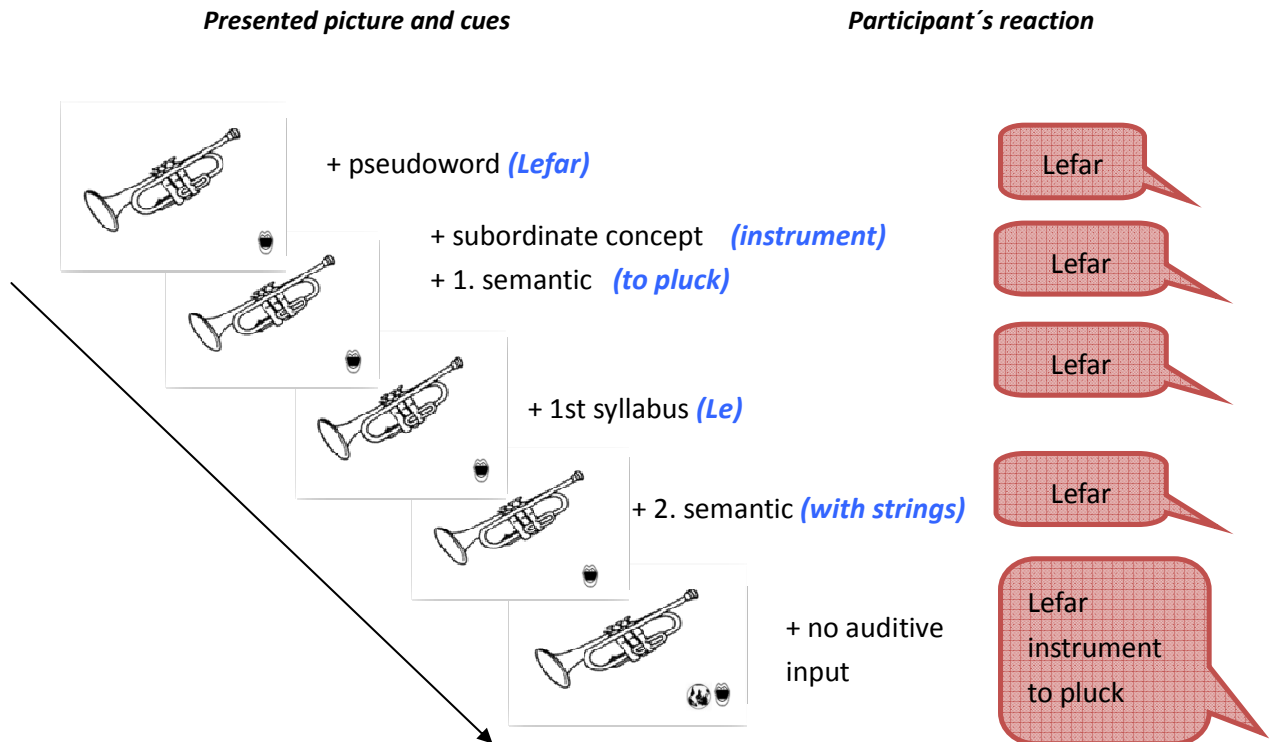 Presented picture and cues
Participant´s reaction
+ pseudoword (Lefar)
Lefar
+ subordinate concept (instrument)
+ 1. semantic (to pluck)
Lefar
Lefar
+ 1st syllabus (Le)
+ 2. semantic (with strings)
Lefar
+ no auditive
input
Lefar
instrument
to pluck